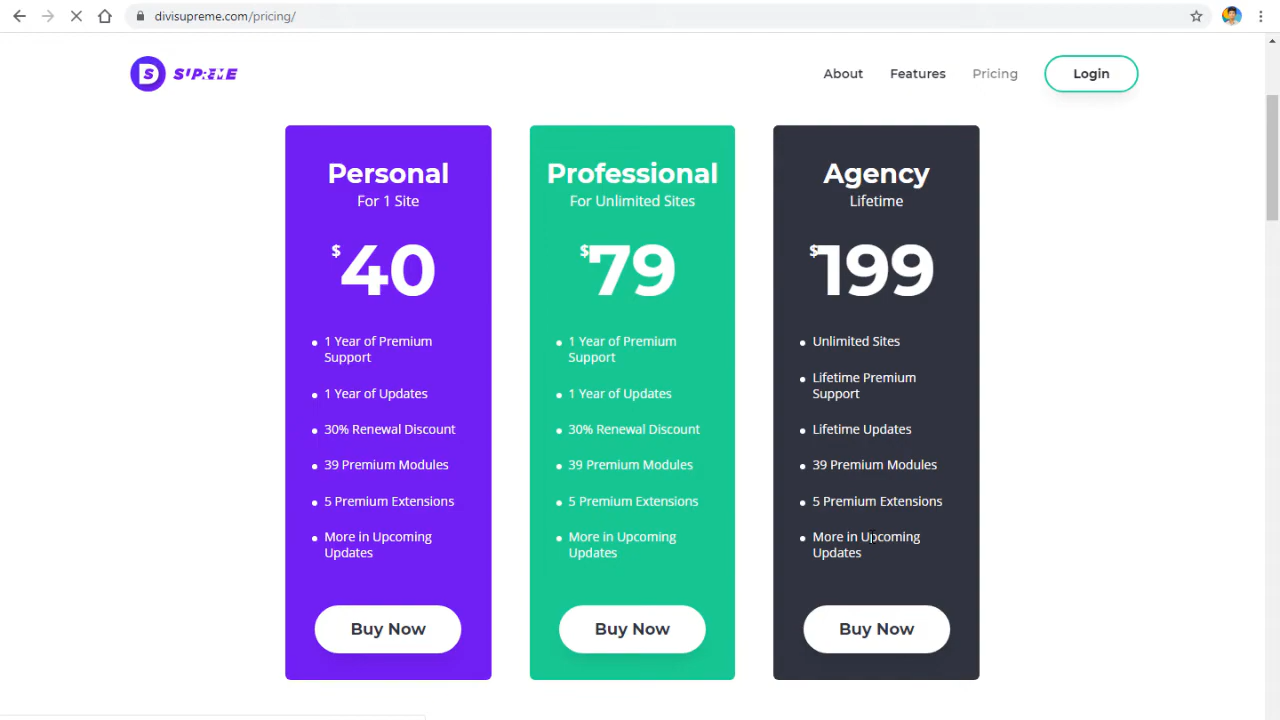 divisupreme.com/pricing/
S SUPREME
About Features Pricing Login
Personal
For 1 Site
$40
1 Year of Premium
Support
1 Year of Updates
30% Renewal Discount
39 Premium Modules
5 Premium Extensions
More in Upcoming
Updates
Buy Now
Professional
For Unlimited Sites
$79
1 Year of Premium
Support
1 Year of Updates
30% Renewal Discount
39 Premium Modules
5 Premium Extensions
More in Upcoming
Updates
Buy Now
Agency
Lifetime
$199
Unlimited Sites
Lifetime Premium
Support
Lifetime Updates
39 Premium Modules
5 Premium Extensions
More in Upcoming
Updates
Buy Now